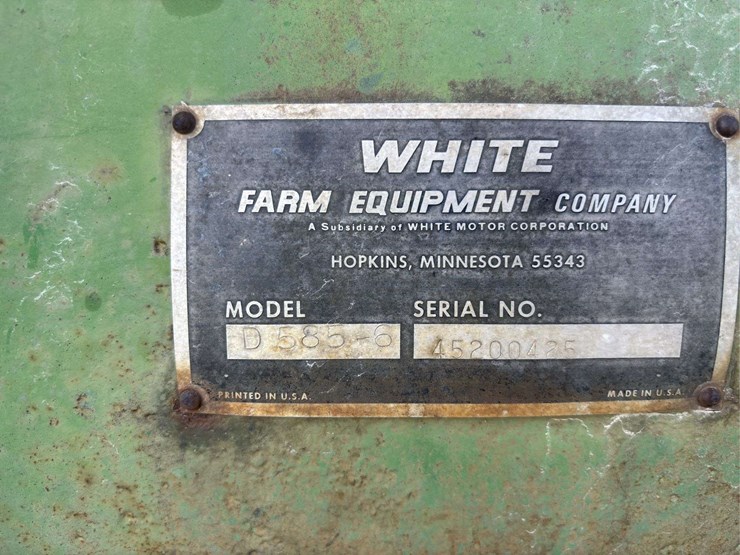 WHITE
FARM EQUIPMENT COMPANY
A Subsidiary of WHITE MOTOR CORPORATION
HOPKINS, MINNESOTA 55343
MODEL SERIAL NO.
D 585-6 45200425
PRINTED IN U.S.A. MADE IN U.S.A.